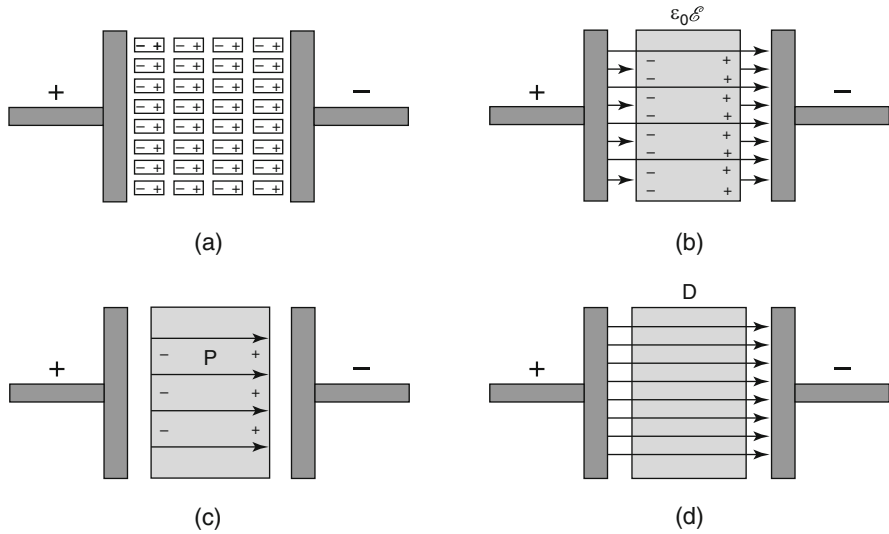 +
− + − + − + − +
− + − + − + − +
− + − + − + − +
− + − + − + − +
− + − + − + − +
− + − + − + − +
− + − + − + − +
− + − + − + − +
−
(a)
ε₀ℰ
+
− +
− +
− +
− +
− +
− +
− +
− +
−
(b)
+
P
− +
− +
− +
−
(c)
D
+
−
(d)